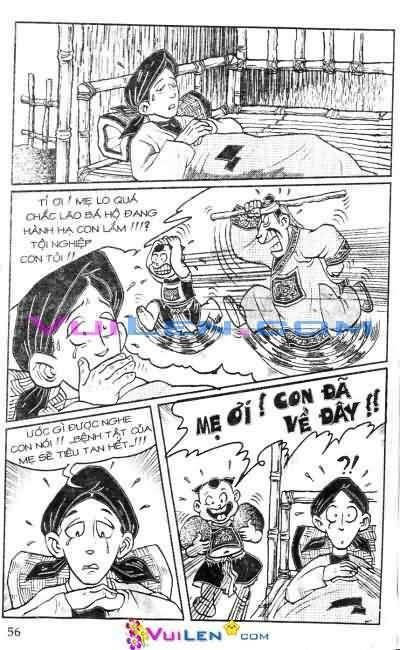 TÍ ƠI! MẸ LO QUÁ
CHẮC LÃO BÁ HỘ ĐANG
HÀNH HẠ CON LẮM !!!?
TỘI NGHIỆP
CON TÔI !!
VuiLen.com
ƯỚC GÌ ĐƯỢC NGHE
CON NÓI !! ..BỆNH TẬT CỦA
MẸ SẼ TIÊU TAN HẾT..!!!
MẸ ƠI! CON ĐÃ
VỀ ĐÂY !!
?!
56
VuiLen.com